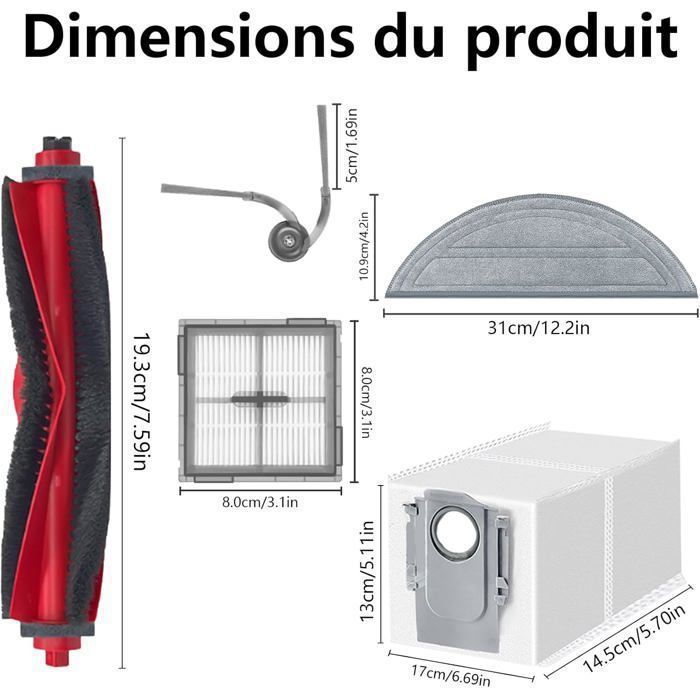 Dimensions du produit
5cm/1.69in
10.9cm/4.2in
31cm/12.2in
19.3cm/7.59in
8.0cm/3.1in
8.0cm/3.1in
13cm/5.11in
17cm/6.69in
14.5cm/5.70in